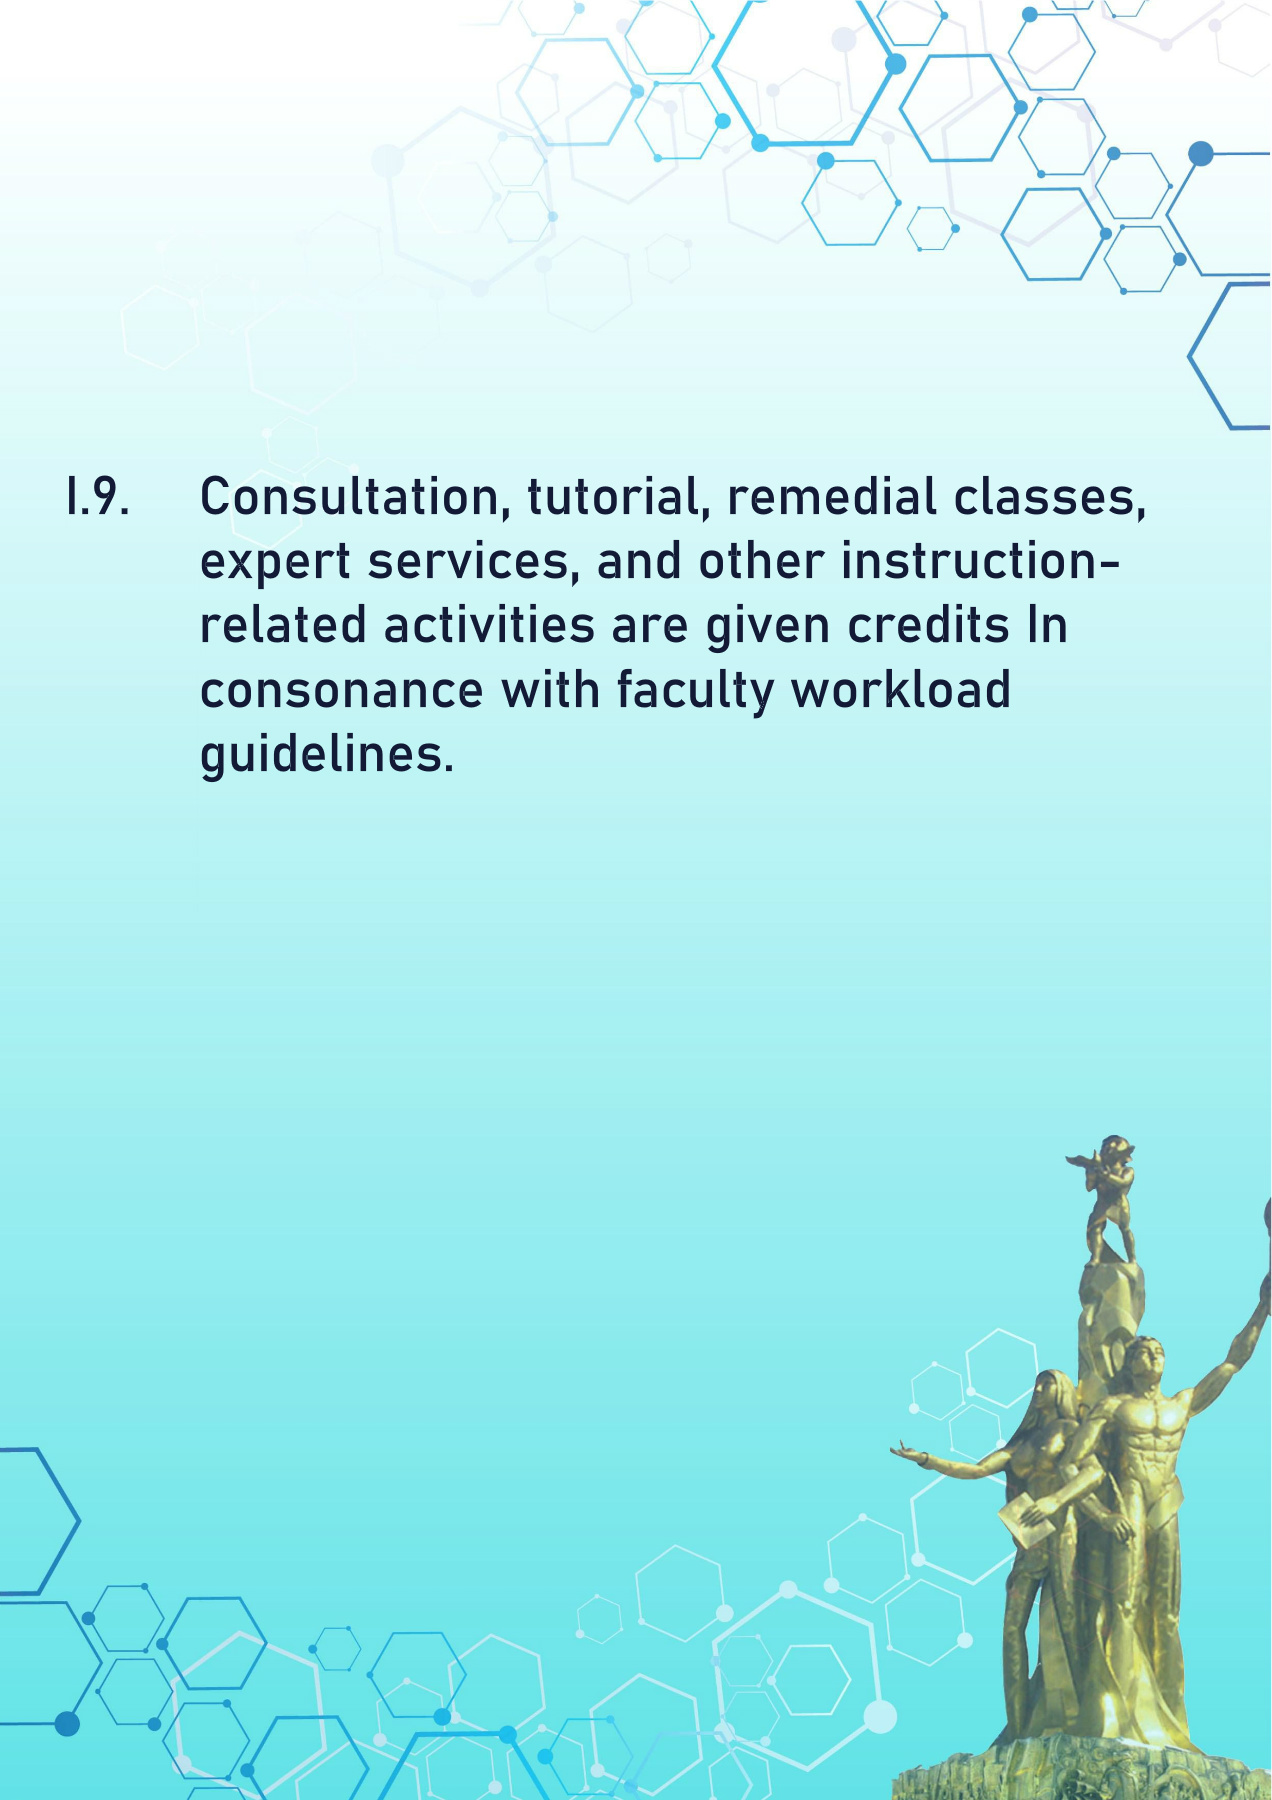 I.9. Consultation, tutorial, remedial classes,
expert services, and other instruction-
related activities are given credits In
consonance with faculty workload
guidelines.